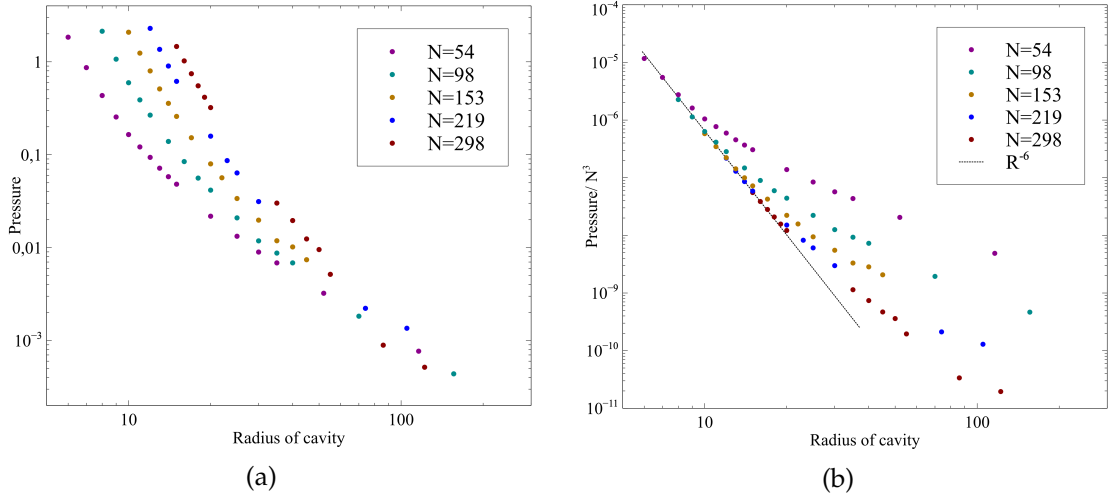 1
0,1
0,01
10⁻³
10
100
Pressure
Radius of cavity
N=54
N=98
N=153
N=219
N=298
(a)
10⁻⁴
10⁻⁵
10⁻⁶
10⁻⁹
10⁻¹⁰
10⁻¹¹
10
100
Pressure/ N³
Radius of cavity
N=54
N=98
N=153
N=219
N=298
R⁻⁶
(b)